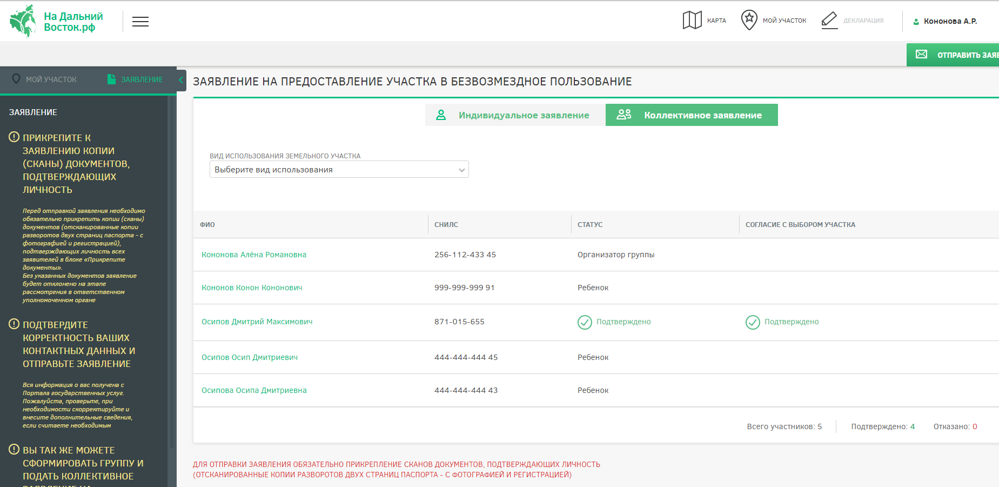 На Дальний
Восток.рф
КАРТА
МОЙ УЧАСТОК
ДЕКЛАРАЦИЯ
Кононова А.Р.
ОТПРАВИТЬ ЗАЯВ
МОЙ УЧАСТОК
ЗАЯВЛЕНИЕ
ЗАЯВЛЕНИЕ
ПРИКРЕПИТЕ К
ЗАЯВЛЕНИЮ КОПИИ
(СКАНЫ) ДОКУМЕНТОВ,
ПОДТВЕРЖДАЮЩИХ
ЛИЧНОСТЬ
Перед отправкой заявления необходимо
обязательно прикрепить копии (сканы)
документов (отсканированные копии
разворотов двух страниц паспорта - с
фотографией и регистрацией),
подтверждающих личность всех
заявителей в блоке «Прикрепите
документы».
Без указанных документов заявление
будет отклонено на этапе
рассмотрения в ответственном
уполномоченном органе
ПОДТВЕРДИТЕ
КОРРЕКТНОСТЬ ВАШИХ
КОНТАКТНЫХ ДАННЫХ И
ОТПРАВЬТЕ ЗАЯВЛЕНИЕ
Вся информация о вас получена с
Портала государственных услуг.
Пожалуйста, проверьте, при
необходимости скорректируйте и
внесите дополнительные сведения,
если считаете необходимым
ВЫ ТАК ЖЕ МОЖЕТЕ
СФОРМИРОВАТЬ ГРУППУ И
ПОДАТЬ КОЛЛЕКТИВНОЕ
ЗАЯВЛЕНИЕ НА
ЗАЯВЛЕНИЕ НА ПРЕДОСТАВЛЕНИЕ УЧАСТКА В БЕЗВОЗМЕЗДНОЕ ПОЛЬЗОВАНИЕ
Индивидуальное заявление
Коллективное заявление
ВИД ИСПОЛЬЗОВАНИЯ ЗЕМЕЛЬНОГО УЧАСТКА
Выберите вид использования
ФИО СНИЛС СТАТУС СОГЛАСИЕ С ВЫБОРОМ УЧАСТКА
Кононова Алёна Романовна 256-112-433 45 Организатор группы
Кононов Конон Кононович 999-999-999 91 Ребенок
Осипов Дмитрий Максимович 871-015-655 Подтверждено Подтверждено
Осипов Осип Дмитриевич 444-444-444 45 Ребенок
Осипова Осипа Дмитриевна 444-444-444 43 Ребенок
Всего участников: 5 Подтверждено: 4 Отказано: 0
ДЛЯ ОТПРАВКИ ЗАЯВЛЕНИЯ ОБЯЗАТЕЛЬНО ПРИКРЕПЛЕНИЕ СКАНОВ ДОКУМЕНТОВ, ПОДТВЕРЖДАЮЩИХ ЛИЧНОСТЬ
(ОТСКАНИРОВАННЫЕ КОПИИ РАЗВОРОТОВ ДВУХ СТРАНИЦ ПАСПОРТА - С ФОТОГРАФИЕЙ И РЕГИСТРАЦИЕЙ)